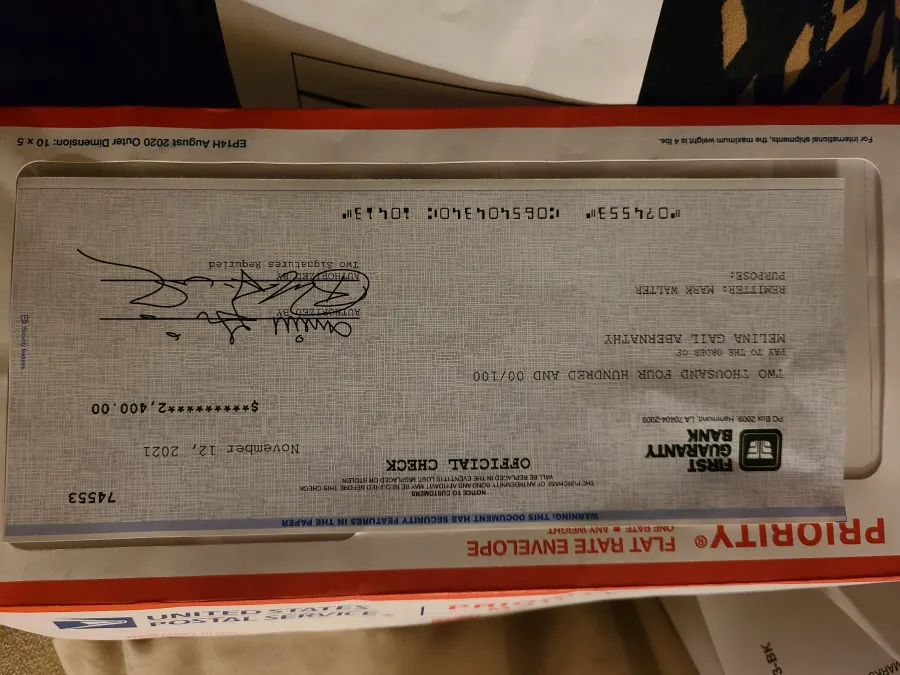 WARNING: THIS DOCUMENT HAS SECURITY FEATURES IN THE PAPER
74553
NOTICE TO CUSTOMERS
THE PURCHASE OF AN INDEMNITY BOND AND AFFIDAVIT MAY BE REQUIRED BEFORE THIS CHECK
WILL BE REPLACED IN THE EVENT IT IS LOST, MISPLACED OR STOLEN
OFFICIAL CHECK
FIRST
GUARANTY
BANK
PO Box 2009, Hammond, LA 70404-2009
November 12, 2021
$*****************2,400.00
TWO THOUSAND FOUR HUNDRED AND 00/100
PAY TO THE ORDER OF
MELINA GAIL ABERNATHY
REMITTER: MARK WALTER
PURPOSE:
AUTHORIZED BY
AUTHORIZED BY
Two Signatures Requried
Security features
⑈074553⑈ ⑆065404340⑆ 10413⑈
EP14H August 2020 Outer Dimension: 10 x 5
For international shipments, the maximum weight is 4 lbs.
PRIORITY®
FLAT RATE ENVELOPE
ONE RATE ■ ANY WEIGHT
UNITED STATES
POSTAL SERVICE®
3-BK